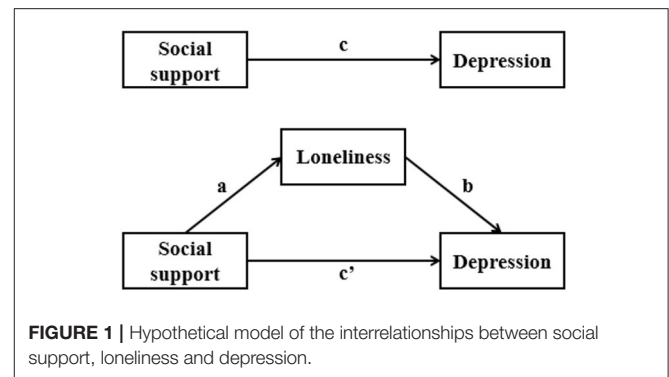 Social
support
c
Depression
Loneliness
a
b
Social
support
c’
Depression
FIGURE 1 | Hypothetical model of the interrelationships between social
support, loneliness and depression.